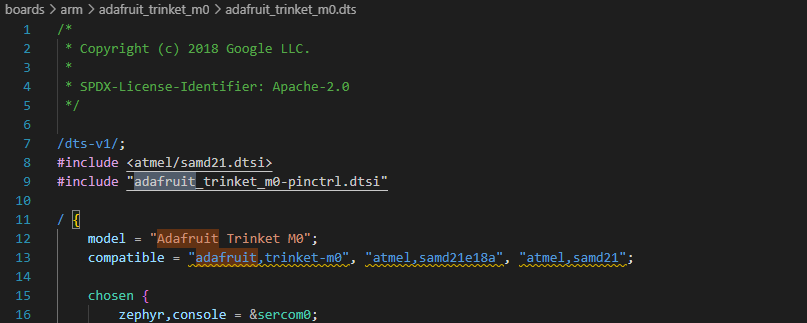 boards > arm > adafruit_trinket_m0 > adafruit_trinket_m0.dts
1 /*
2  * Copyright (c) 2018 Google LLC.
3  *
4  * SPDX-License-Identifier: Apache-2.0
5  */
6
7 /dts-v1/;
8 #include <atmel/samd21.dtsi>
9 #include "adafruit_trinket_m0-pinctrl.dtsi"
10
11 / {
12     model = "Adafruit Trinket M0";
13     compatible = "adafruit,trinket-m0", "atmel,samd21e18a", "atmel,samd21";
14
15     chosen {
16         zephyr,console = &sercom0;